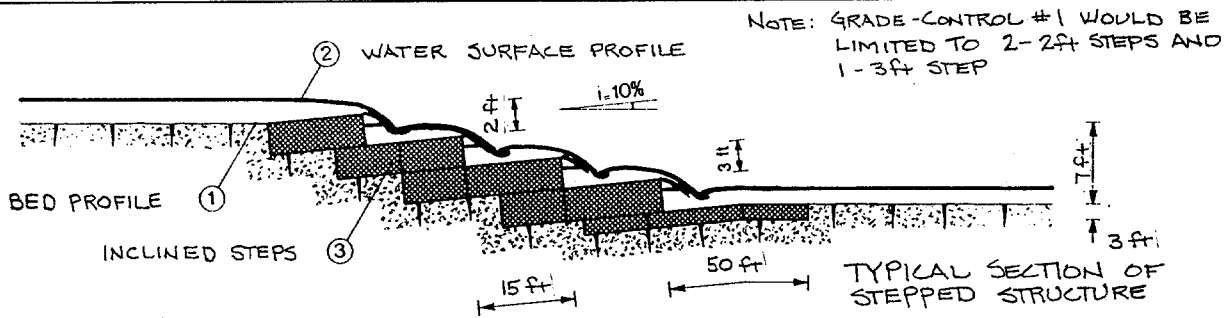 NOTE: GRADE-CONTROL #1 WOULD BE
LIMITED TO 2-2ft STEPS AND
1-3ft STEP
② WATER SURFACE PROFILE
i=10%
2 ft
3 ft
7ft
BED PROFILE ①
INCLINED STEPS ③
3 ft
15 ft
50 ft
TYPICAL SECTION OF
STEPPED STRUCTURE